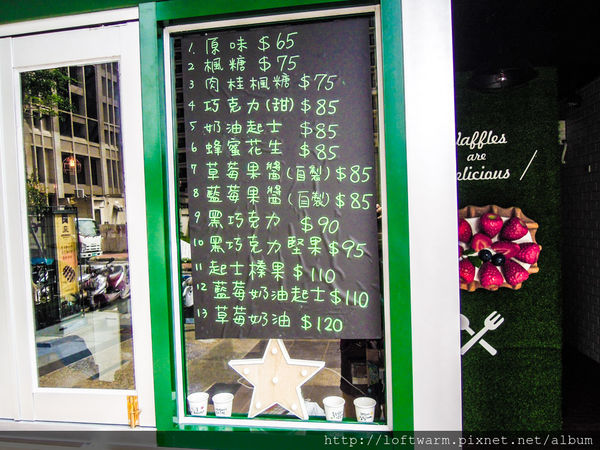 1. 原味 $65
2 楓糖 $75
3 肉桂楓糖 $75
4 巧克力(甜) $85
5 奶油起士 $85
6 蜂蜜花生 $85
7 草莓果醬(自製) $85
8 藍莓果醬(自製) $85
9 黑巧克力 $90
10 黑巧克力堅果 $95
11 起士榛果 $110
12 藍莓奶油起士 $110
13 草莓奶油 $120
Waffles
are
Delicious
http://loftwarm.pixnet.net/album